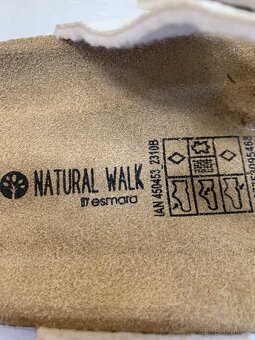 NATURAL WALK
BY esmara
IAN 450453 2310B